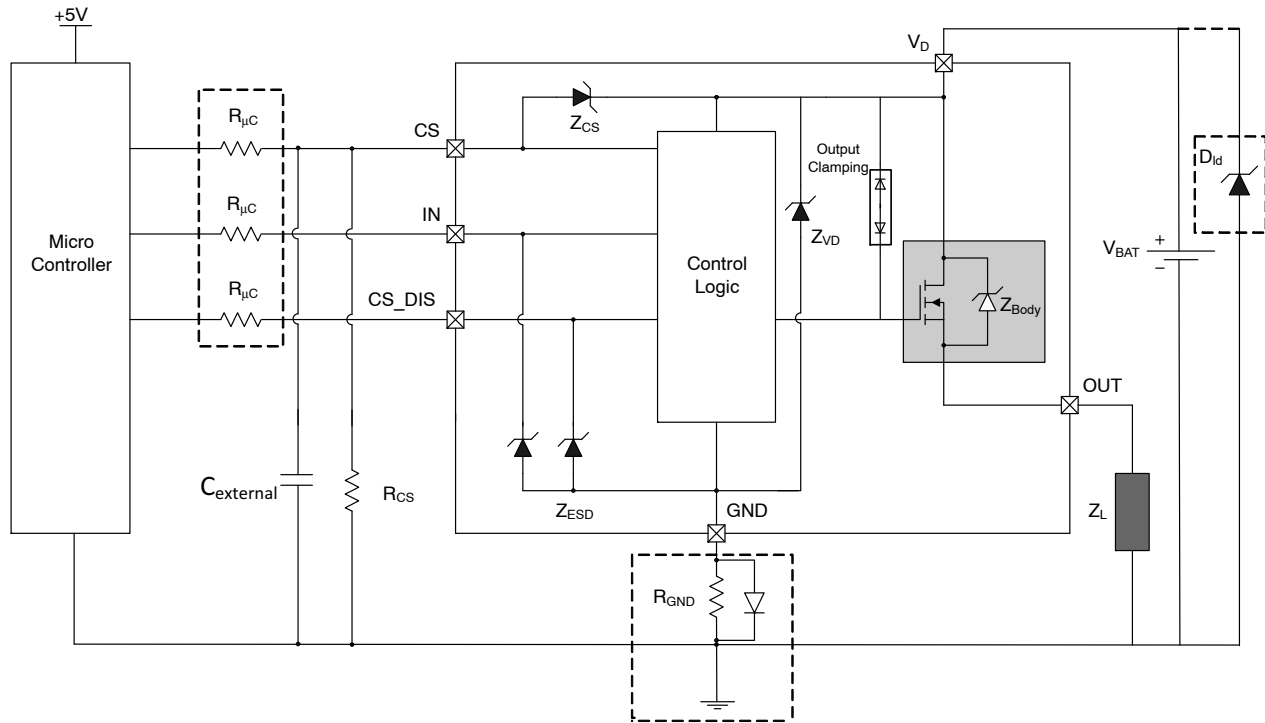 +5V
V_D
R_μC
CS
Z_CS
Output
Clamping
D_ld
R_μC
IN
Micro
Controller
Control
Logic
Z_VD
V_BAT
+
−
R_μC
CS_DIS
Z_Body
OUT
C_external
R_CS
Z_ESD
GND
Z_L
R_GND